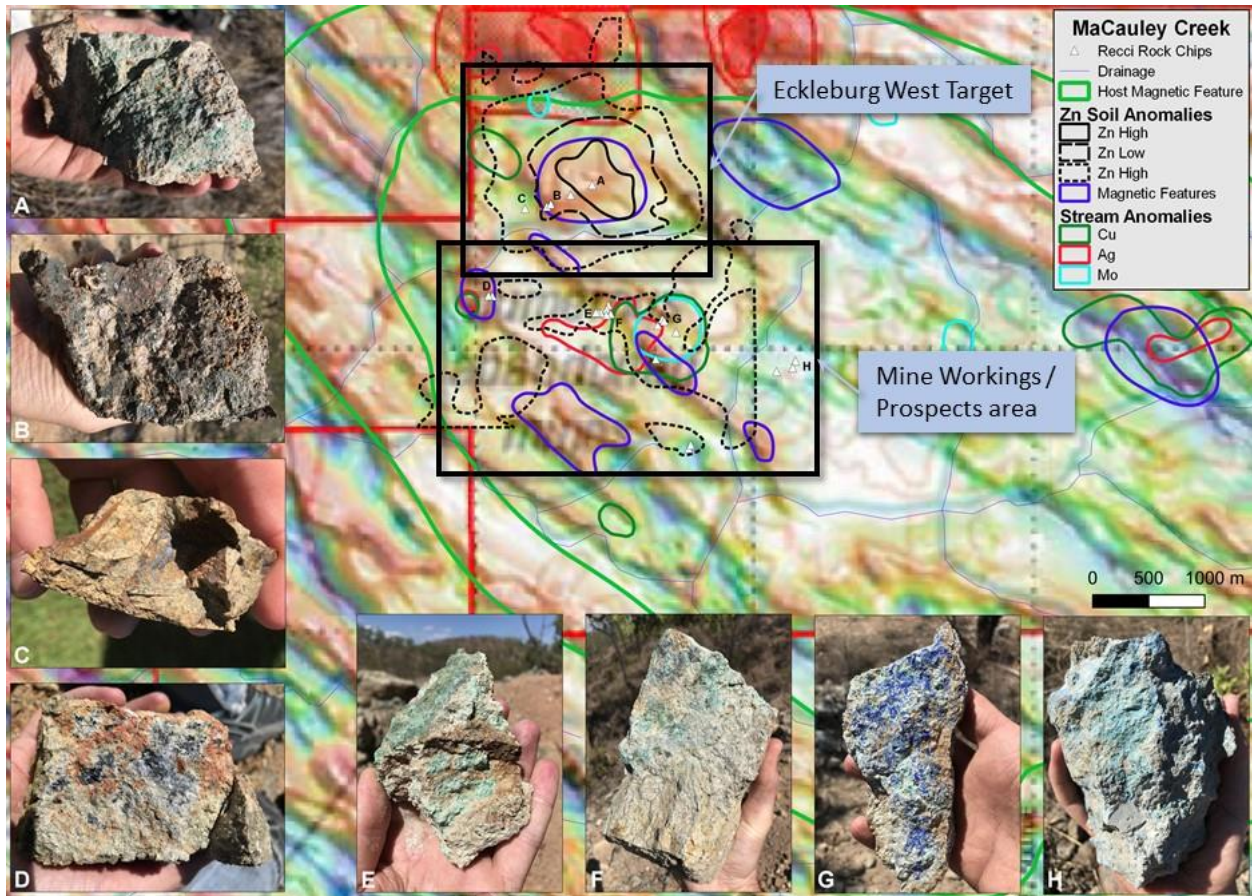 MaCauley Creek
Recci Rock Chips
Drainage
Host Magnetic Feature
Zn Soil Anomalies
Zn High
Zn Low
Zn High
Magnetic Features
Stream Anomalies
Cu
Ag
Mo
Eckleburg West Target
Mine Workings /
Prospects area
A
B
C
D
E
F
G
H
0 500 1000 m
A
B
C
D
E
F
G
H